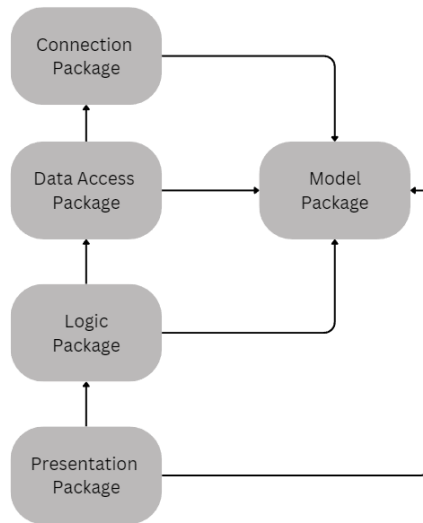 Connection
Package
Data Access
Package
Model
Package
Logic
Package
Presentation
Package